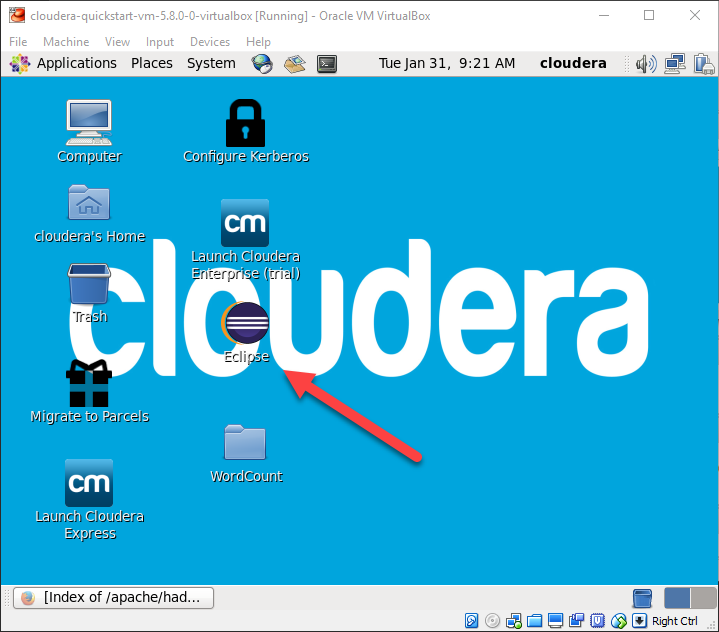 cloudera-quickstart-vm-5.8.0-0-virtualbox [Running] - Oracle VM VirtualBox
File Machine View Input Devices Help
Applications Places System Tue Jan 31, 9:21 AM cloudera
Computer
Configure Kerberos
cloudera's Home
cm
Launch Cloudera
Enterprise (trial)
cloudera
Trash
Eclipse
Migrate to Parcels
WordCount
cm
Launch Cloudera
Express
[Index of /apache/had...
Right Ctrl